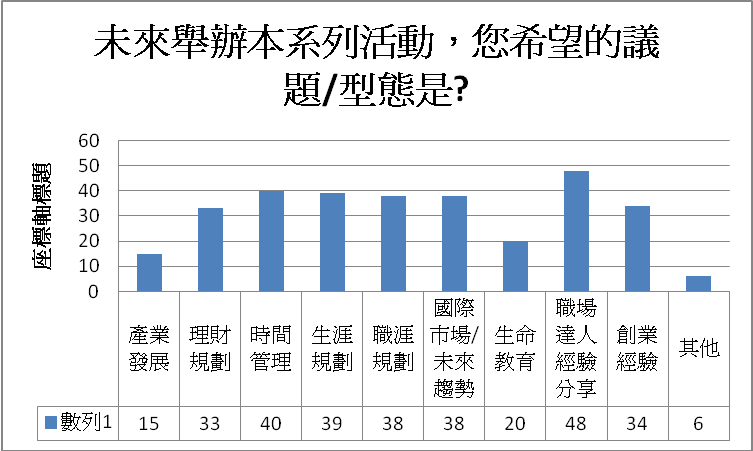 未來舉辦本系列活動，您希望的議
題/型態是?
座標軸標題
60
50
40
30
20
10
0
產業
發展
理財
規劃
時間
管理
生涯
規劃
職涯
規劃
國際
市場/
未來
趨勢
生命
教育
職場
達人
經驗
分享
創業
經驗
其他
數列1 15 33 40 39 38 38 20 48 34 6